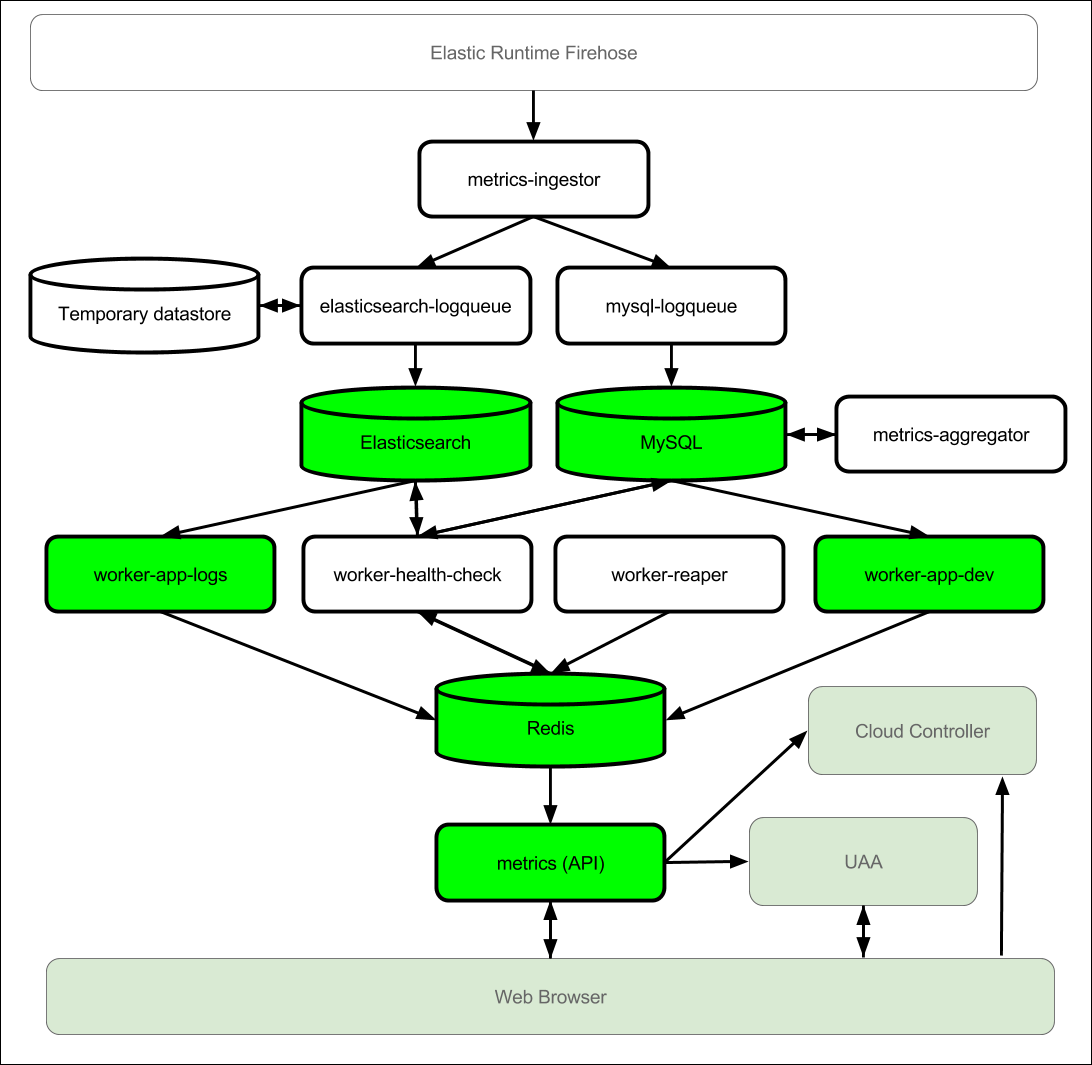 Elastic Runtime Firehose
metrics-ingestor
Temporary datastore
elasticsearch-logqueue
mysql-logqueue
Elasticsearch
MySQL
metrics-aggregator
worker-app-logs
worker-health-check
worker-reaper
worker-app-dev
Redis
Cloud Controller
metrics (API)
UAA
Web Browser